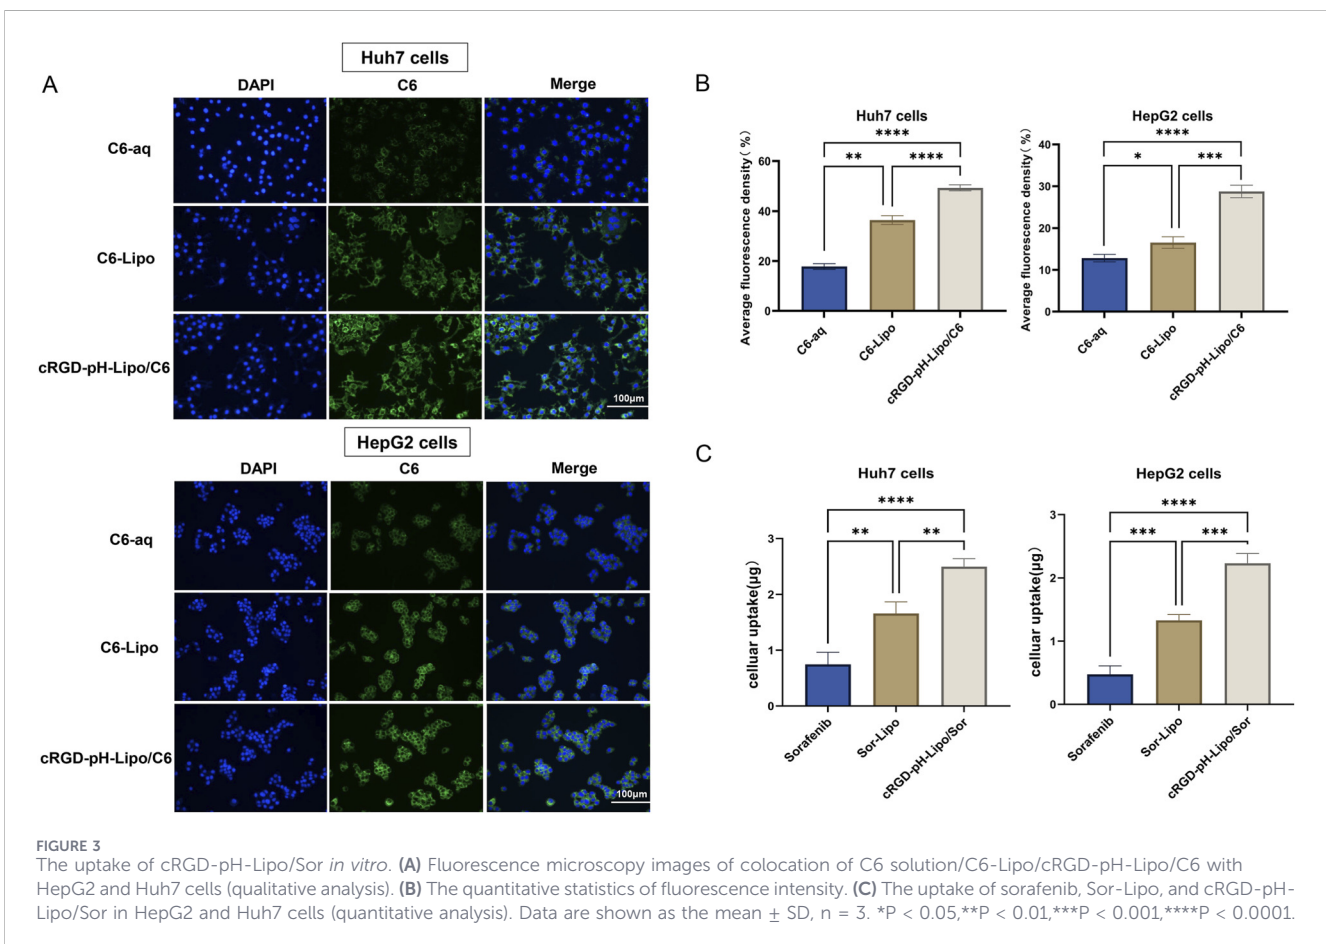 A
Huh7 cells
DAPI C6 Merge
C6-aq
C6-Lipo
cRGD-pH-Lipo/C6
100μm
HepG2 cells
DAPI C6 Merge
C6-aq
C6-Lipo
cRGD-pH-Lipo/C6
100μm
B
Huh7 cells
Average fluorescence density( %)
60
40
20
0
**
****
****
C6-aq
C6-Lipo
cRGD-pH-Lipo/C6
HepG2 cells
Average fluorescence density( %)
40
30
20
10
0
*
***
****
C6-aq
C6-Lipo
cRGD-pH-Lipo/C6
C
Huh7 cells
celluar uptake(μg)
3
2
1
0
**
**
****
Sorafenib
Sor-Lipo
cRGD-pH-Lipo/Sor
HepG2 cells
celluar uptake(μg)
3
2
1
0
***
***
****
Sorafenib
Sor-Lipo
cRGD-pH-Lipo/Sor
FIGURE 3
The uptake of cRGD-pH-Lipo/Sor in vitro. (A) Fluorescence microscopy images of colocation of C6 solution/C6-Lipo/cRGD-pH-Lipo/C6 with
HepG2 and Huh7 cells (qualitative analysis). (B) The quantitative statistics of fluorescence intensity. (C) The uptake of sorafenib, Sor-Lipo, and cRGD-pH-
Lipo/Sor in HepG2 and Huh7 cells (quantitative analysis). Data are shown as the mean ± SD, n = 3. *P < 0.05,**P < 0.01,***P < 0.001,****P < 0.0001.